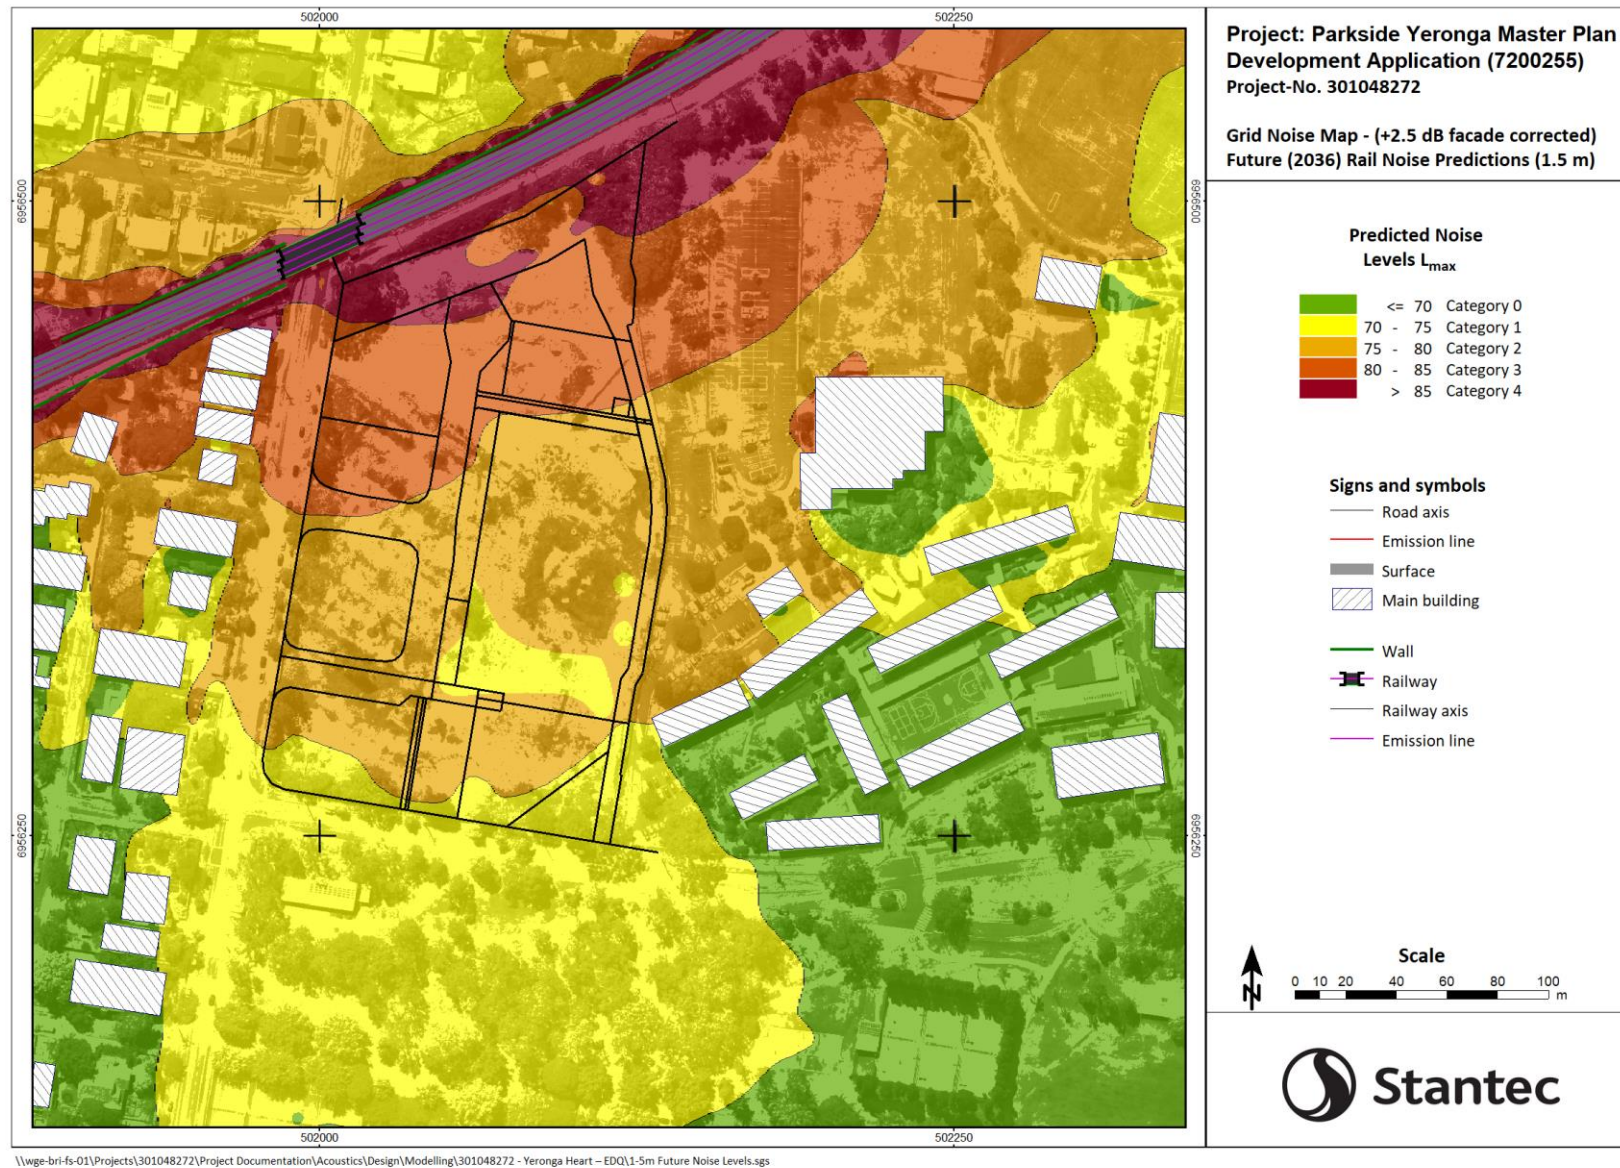 502000
502250
6956500
6956500
6956250
6956250
502000
502250
Project: Parkside Yeronga Master Plan
Development Application (7200255)
Project-No. 301048272
Grid Noise Map - (+2.5 dB facade corrected)
Future (2036) Rail Noise Predictions (1.5 m)
Predicted Noise
Levels Lmax
<= 70 Category 0
70 - 75 Category 1
75 - 80 Category 2
80 - 85 Category 3
> 85 Category 4
Signs and symbols
Road axis
Emission line
Surface
Main building
Wall
Railway
Railway axis
Emission line
Scale
0 10 20 40 60 80 100
m
N
Stantec
\\wge-bri-fs-01\Projects\301048272\Project Documentation\Acoustics\Design\Modelling\301048272 - Yeronga Heart – EDQ\1-5m Future Noise Levels.sgs